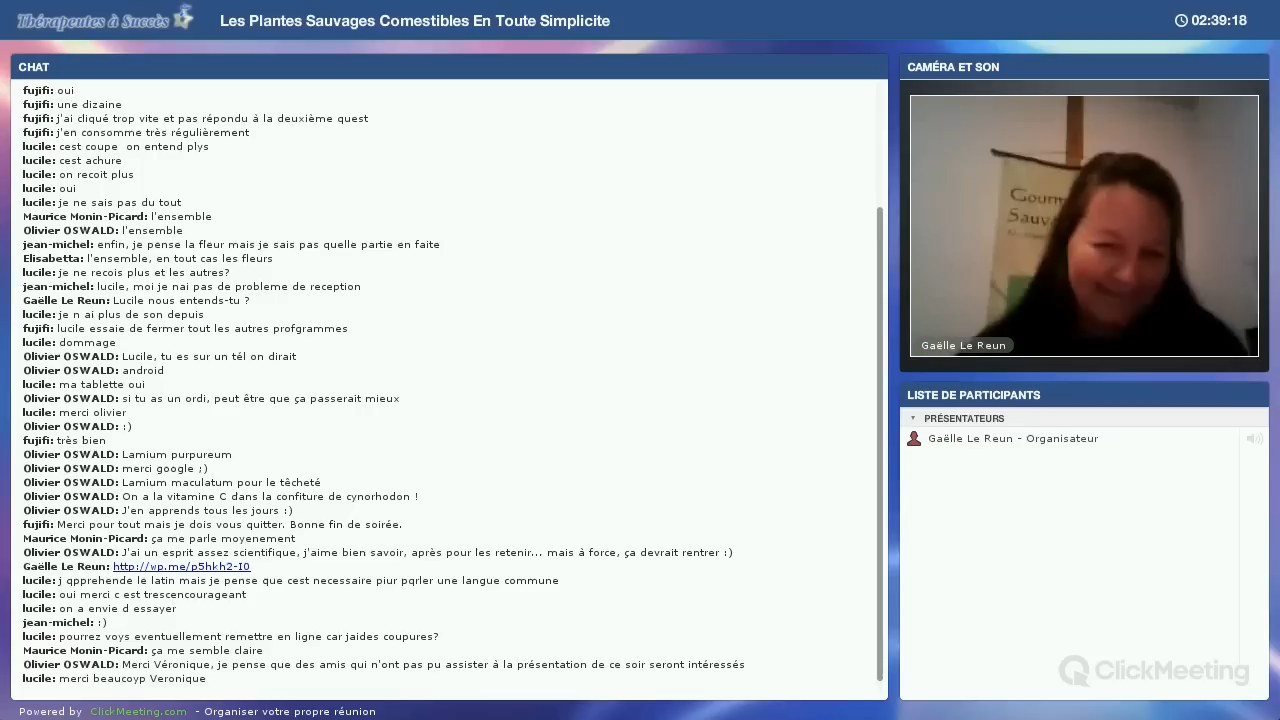 Thérapeutes à Succès
Les Plantes Sauvages Comestibles En Toute Simplicite
02:39:18
CHAT
fujifi: oui
fujifi: une dizaine
fujifi: j'ai cliqué trop vite et pas répondu à la deuxième quest
fujifi: j'en consomme très régulièrement
lucile: cest coupe on entend plys
lucile: cest achure
lucile: on recoit plus
lucile: oui
lucile: je ne sais pas du tout
Maurice Monin-Picard: l'ensemble
Olivier OSWALD: l'ensemble
jean-michel: enfin, je pense la fleur mais je sais pas quelle partie en faite
Elisabetta: l'ensemble, en tout cas les fleurs
lucile: je ne recois plus et les autres?
jean-michel: lucile, moi je nai pas de probleme de reception
Gaëlle Le Reun: Lucile nous entends-tu ?
lucile: je n ai plus de son depuis
fujifi: lucile essaie de fermer tout les autres profgrammes
lucile: dommage
Olivier OSWALD: Lucile, tu es sur un tél on dirait
Olivier OSWALD: android
lucile: ma tablette oui
Olivier OSWALD: si tu as un ordi, peut être que ça passerait mieux
lucile: merci olivier
Olivier OSWALD: :)
fujifi: très bien
Olivier OSWALD: Lamium purpureum
Olivier OSWALD: merci google ;)
Olivier OSWALD: Lamium maculatum pour le têcheté
Olivier OSWALD: On a la vitamine C dans la confiture de cynorhodon !
Olivier OSWALD: J'en apprends tous les jours :)
fujifi: Merci pour tout mais je dois vous quitter. Bonne fin de soirée.
Maurice Monin-Picard: ça me parle moyenement
Olivier OSWALD: J'ai un esprit assez scientifique, j'aime bien savoir, après pour les retenir... mais à force, ça devrait rentrer :)
Gaëlle Le Reun: http://wp.me/p5hkh2-I0
lucile: j qpprehende le latin mais je pense que cest necessaire piur pqrler une langue commune
lucile: oui merci c est trescencourageant
lucile: on a envie d essayer
jean-michel: :)
lucile: pourrez voys eventuellement remettre en ligne car jaides coupures?
Maurice Monin-Picard: ça me semble claire
Olivier OSWALD: Merci Véronique, je pense que des amis qui n'ont pas pu assister à la présentation de ce soir seront intéressés
lucile: merci beaucoyp Veronique
CAMÉRA ET SON
Gaëlle Le Reun
LISTE DE PARTICIPANTS
PRÉSENTATEURS
Gaëlle Le Reun - Organisateur
ClickMeeting
Powered by ClickMeeting.com - Organiser votre propre réunion